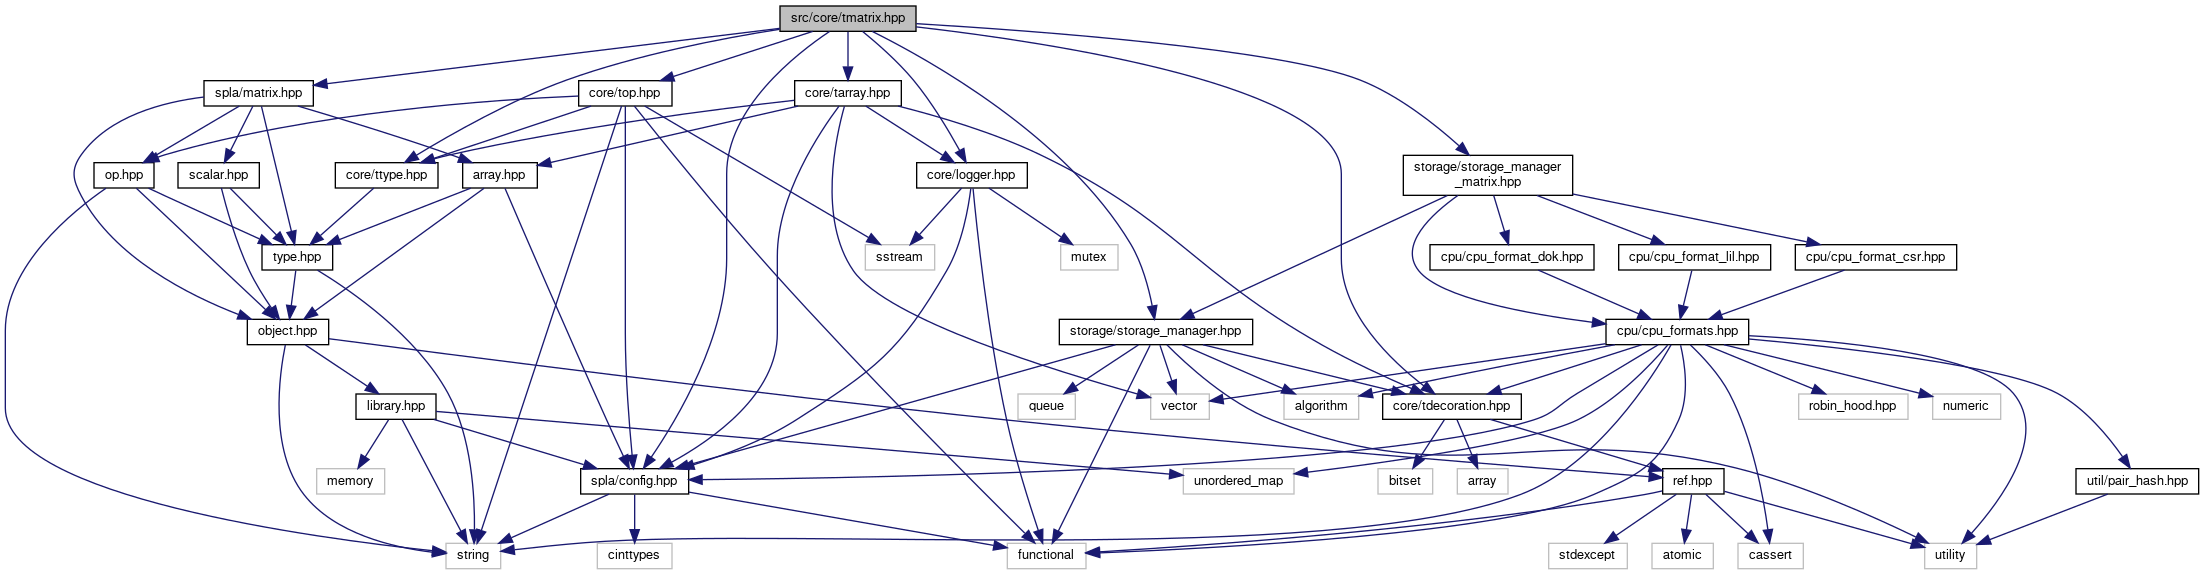 src/core/tmatrix.hpp
spla/matrix.hpp
core/top.hpp
core/tarray.hpp
op.hpp
scalar.hpp
core/ttype.hpp
array.hpp
core/logger.hpp
storage/storage_manager
_matrix.hpp
type.hpp
sstream
mutex
cpu/cpu_format_dok.hpp
cpu/cpu_format_lil.hpp
cpu/cpu_format_csr.hpp
object.hpp
storage/storage_manager.hpp
cpu/cpu_formats.hpp
library.hpp
queue
vector
algorithm
core/tdecoration.hpp
robin_hood.hpp
numeric
memory
spla/config.hpp
unordered_map
bitset
array
ref.hpp
util/pair_hash.hpp
string
cinttypes
functional
stdexcept
atomic
cassert
utility